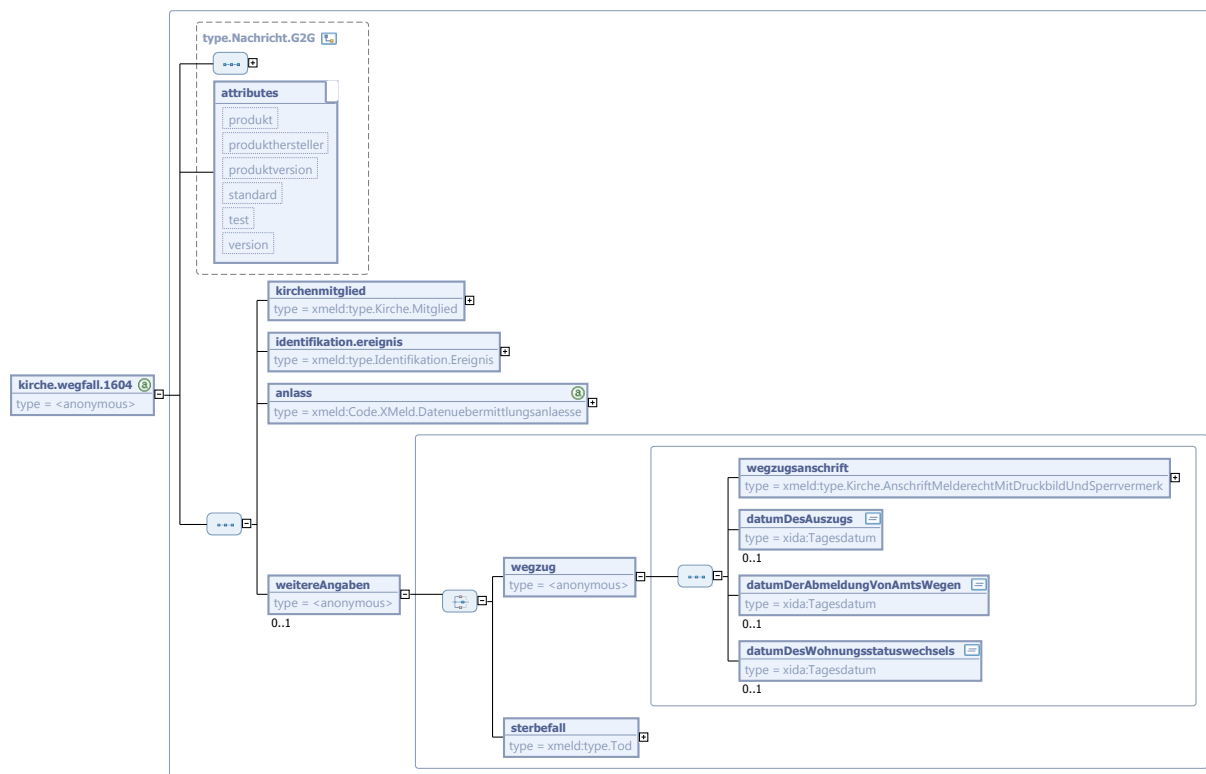 type.Nachricht.G2G
attributes
produkt
produkthersteller
produktversion
standard
test
version
kirchenmitglied
type = xmeld:type.Kirche.Mitglied
identifikation.ereignis
type = xmeld:type.Identifikation.Ereignis
kirche.wegfall.1604 a
type = <anonymous>
anlass a
type = xmeld:Code.XMeld.Datenuebermittlungsanlaesse
wegzugsanschrift
type = xmeld:type.Kirche.AnschriftMelderechtMitDruckbildUndSperrvermerk
datumDesAuszugs
type = xida:Tagesdatum
0..1
weitereAngaben
type = <anonymous>
0..1
wegzug
type = <anonymous>
datumDerAbmeldungVonAmtsWegen
type = xida:Tagesdatum
0..1
datumDesWohnungsstatuswechsels
type = xida:Tagesdatum
0..1
sterbefall
type = xmeld:type.Tod